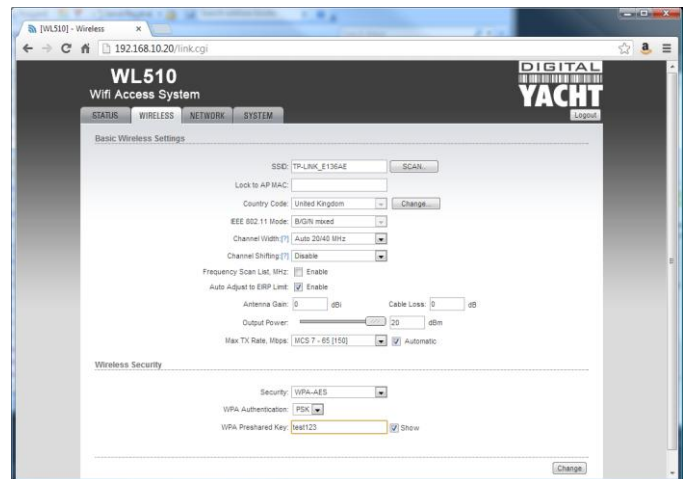 [WL510] - Wireless
192.168.10.20/link.cgi
WL510
Wifi Access System
DIGITAL
YACHT
STATUS WIRELESS NETWORK SYSTEM
Logout
Basic Wireless Settings
SSID: TP-LINK_E136AE SCAN...
Lock to AP MAC:
Country Code: United Kingdom Change...
IEEE 802.11 Mode: B/G/N mixed
Channel Width:[?] Auto 20/40 MHz
Channel Shifting:[?] Disable
Frequency Scan List, MHz: Enable
Auto Adjust to EIRP Limit: Enable
Antenna Gain: 0 dBi Cable Loss: 0 dB
Output Power: 20 dBm
Max TX Rate, Mbps: MCS 7 - 65 [150] Automatic
Wireless Security
Security: WPA-AES
WPA Authentication: PSK
WPA Preshared Key: test123 Show
Change